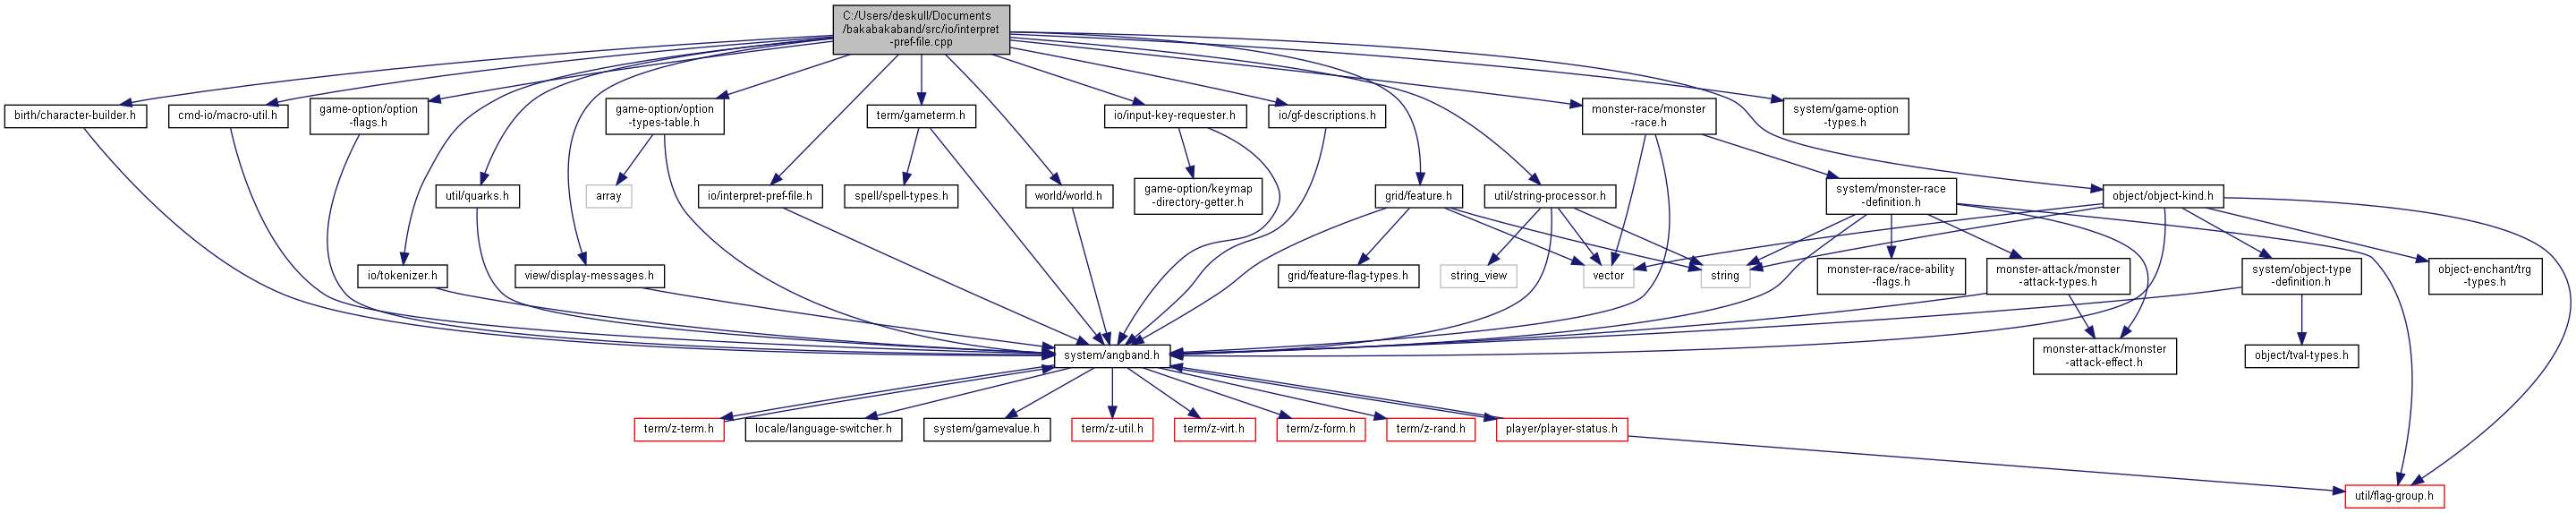 C:/Users/deskull/Documents
/bakabakaband/src/io/interpret
-pref-file.cpp
birth/character-builder.h
cmd-io/macro-util.h
game-option/option
-flags.h
game-option/option
-types-table.h
term/gameterm.h
io/input-key-requester.h
io/gf-descriptions.h
monster-race/monster
-race.h
system/game-option
-types.h
util/quarks.h
array
io/interpret-pref-file.h
spell/spell-types.h
world/world.h
game-option/keymap
-directory-getter.h
grid/feature.h
util/string-processor.h
system/monster-race
-definition.h
object/object-kind.h
io/tokenizer.h
view/display-messages.h
grid/feature-flag-types.h
string_view
vector
string
monster-race/race-ability
-flags.h
monster-attack/monster
-attack-types.h
system/object-type
-definition.h
object-enchant/trg
-types.h
system/angband.h
monster-attack/monster
-attack-effect.h
object/tval-types.h
term/z-term.h
locale/language-switcher.h
system/gamevalue.h
term/z-util.h
term/z-virt.h
term/z-form.h
term/z-rand.h
player/player-status.h
util/flag-group.h